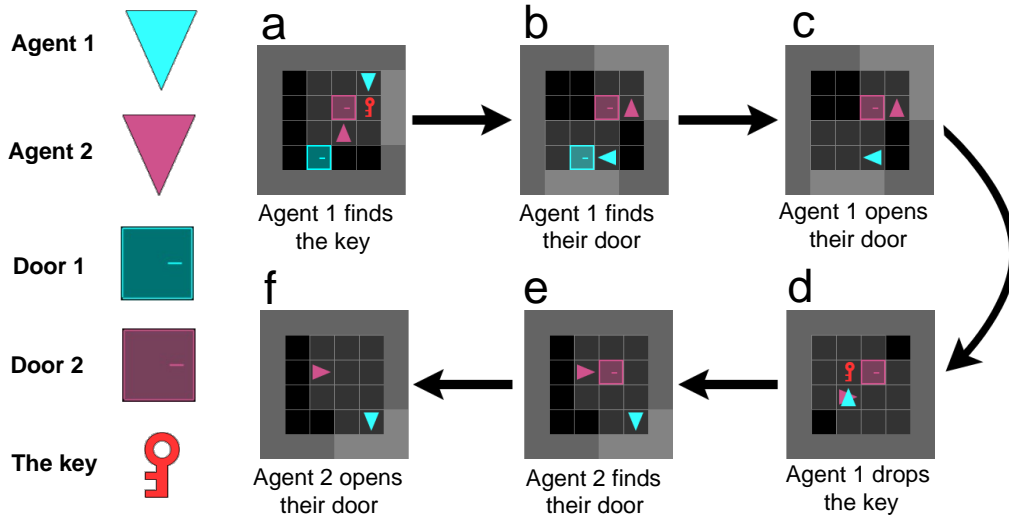 Agent 1
Agent 2
Door 1
Door 2
The key
a
Agent 1 finds
the key
b
Agent 1 finds
their door
c
Agent 1 opens
their door
d
Agent 1 drops
the key
e
Agent 2 finds
their door
f
Agent 2 opens
their door